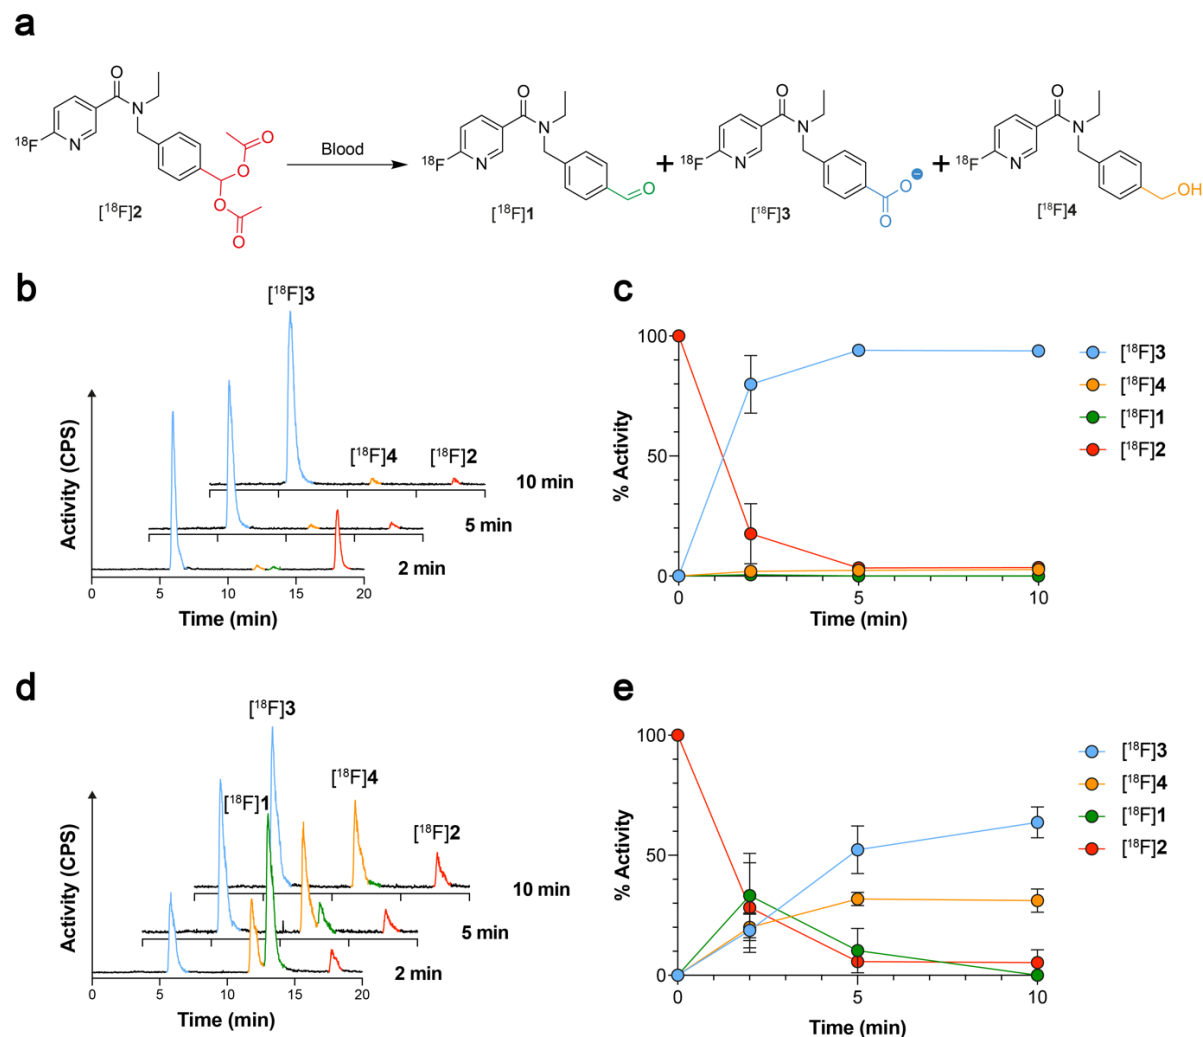 a
O
N
18F
N
O
O
O
O
[18F]2
Blood
O
N
18F
N
O
[18F]1
+
O
N
18F
N
O
O
[18F]3
+
O
N
18F
N
OH
[18F]4
b
[18F]3
[18F]4
[18F]2
10 min
5 min
2 min
Activity (CPS)
0
5
10
15
20
Time (min)
c
100
50
0
% Activity
0
5
10
Time (min)
[18F]3
[18F]4
[18F]1
[18F]2
d
[18F]3
[18F]4
[18F]1
[18F]2
10 min
5 min
2 min
Activity (CPS)
0
5
10
15
20
Time (min)
e
100
50
0
% Activity
0
5
10
Time (min)
[18F]3
[18F]4
[18F]1
[18F]2